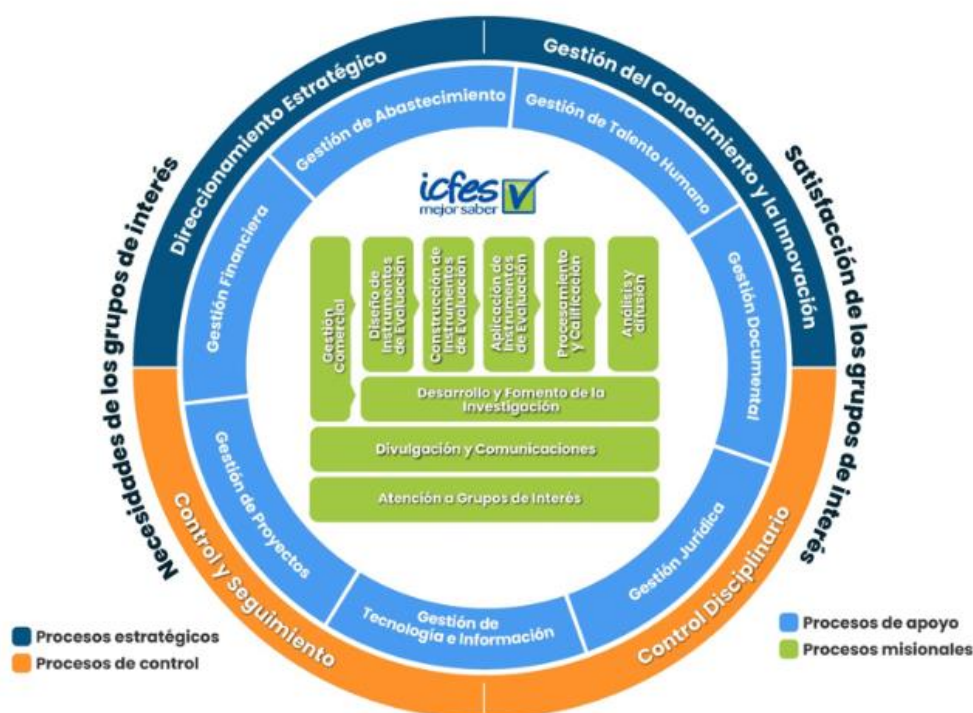 Necesidades de los grupos de interés
Direccionamiento Estratégico
Gestión del Conocimiento y la Innovación
Satisfacción de los grupos de interés
Control y Seguimiento
Control Disciplinario
Gestión Financiera
Gestión de Abastecimiento
Gestión de Talento Humano
Gestión Documental
Gestión Jurídica
Gestión de
Tecnología e Información
Gestión de Proyectos
icfes
mejor saber
Gestión
comercial
Diseño de
Instrumentos
de Evaluación
Construcción de
Instrumentos
de Evaluación
Aplicación de
Instrumentos
de Evaluación
Procesamiento
y Calificación
Análisis y
difusión
Desarrollo y Fomento de la
Investigación
Divulgación y Comunicaciones
Atención a Grupos de Interés
Procesos estratégicos
Procesos de control
Procesos de apoyo
Procesos misionales